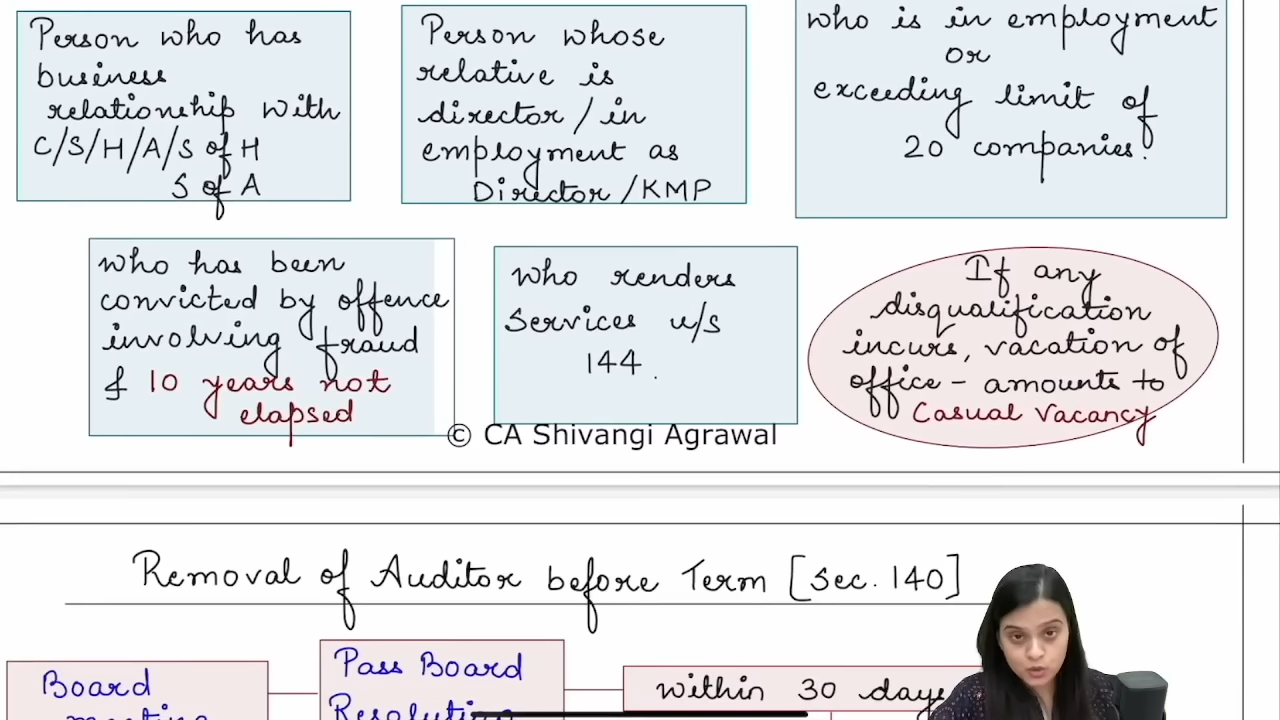 Person who has
business
relationship with
C/S/H/A/S of H
S of A
Person whose
relative is
director/in
employment as
Director/KMP
who is in employment
or
exceeding limit of
20 companies.
who has been
convicted by offence
involving fraud
& 10 years not
elapsed
who renders
Services u/s
144.
If any
disqualification
incurs, vacation of
office - amounts to
Casual Vacancy
© CA Shivangi Agrawal
Removal of Auditor before Term [Sec. 140]
Board
meeting
Pass Board
Resolution
within 30 days